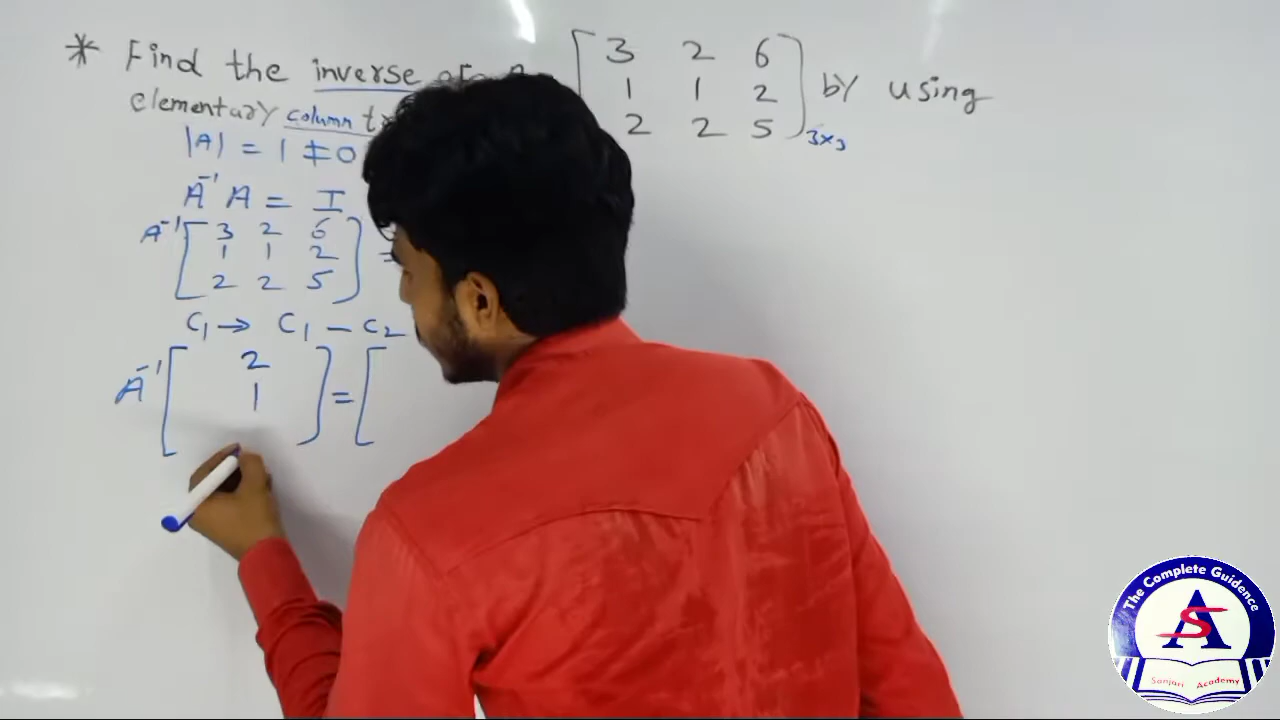 * Find the inverse of
[3 2 6
1 1 2
2 2 5]3x3
by using
elementary column
|A| = 1 ≠ 0
A⁻¹ A = I
A⁻¹ [3 2 6
1 1 2
2 2 5] =
C₁ → C₁ - C₂
A⁻¹ [ 2
1 ] = [
The Complete Guidence
AS
Sanjari Academy